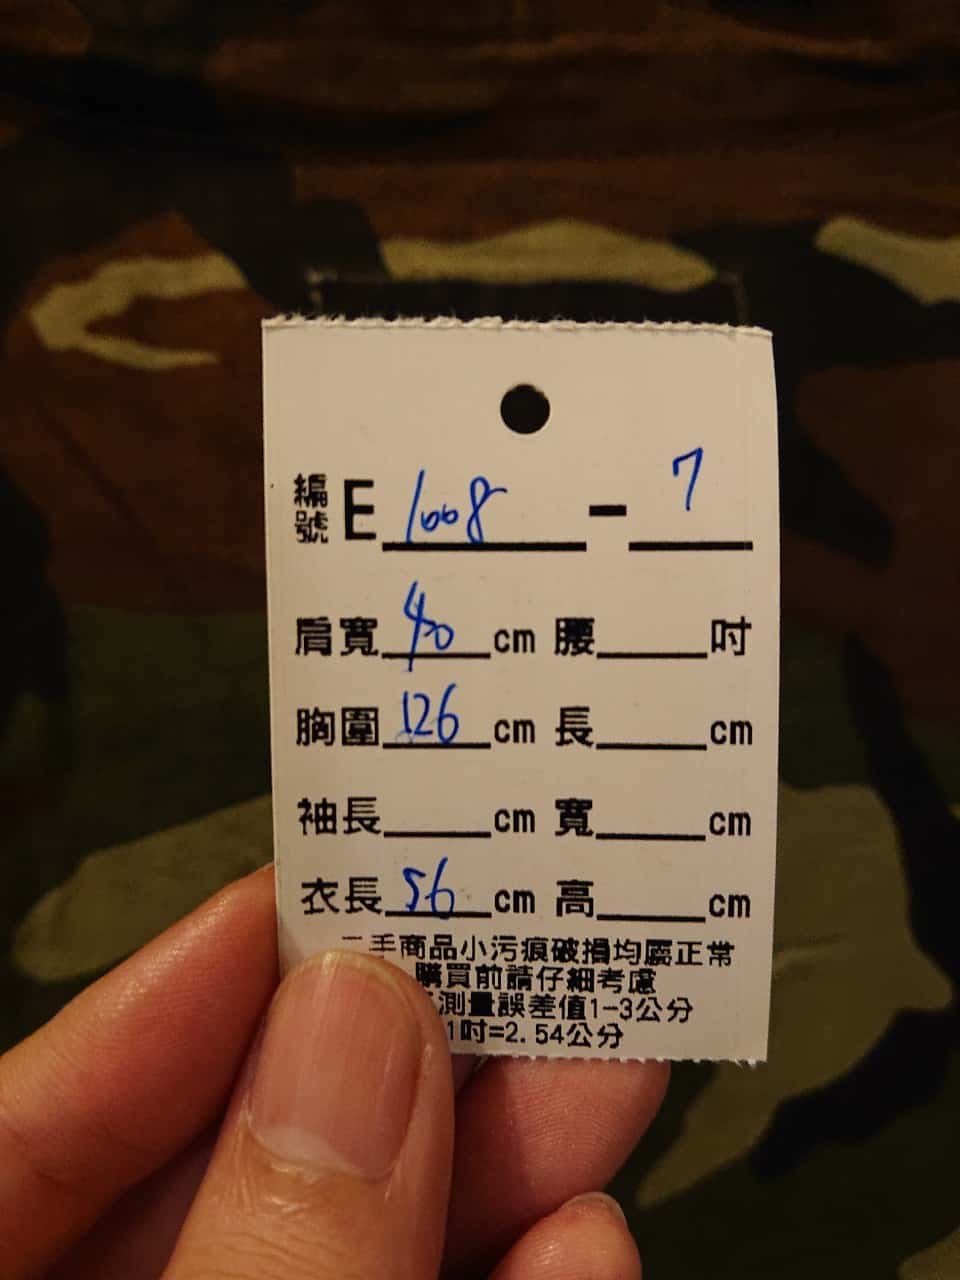 編號 E 1008 - 7
肩寬 40 cm 腰 吋
胸圍 126 cm 長 cm
袖長 cm 寬 cm
衣長 56 cm 高 cm
二手商品小污痕破損均屬正常
購買前請仔細考慮
測量誤差值1-3公分
1吋=2.54公分